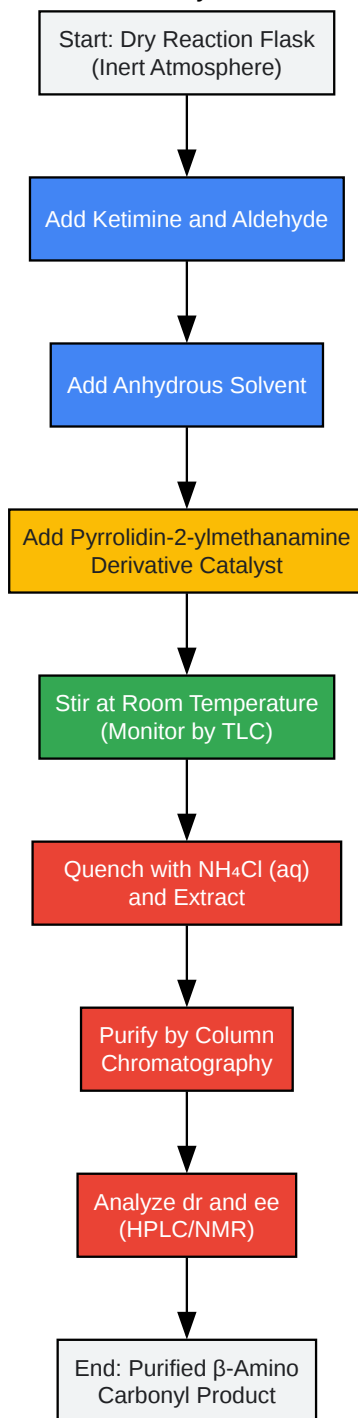 Start: Dry Reaction Flask
(Inert Atmosphere)
Add Ketimine and Aldehyde
Add Anhydrous Solvent
Add Pyrrolidin-2-ylmethanamine
Derivative Catalyst
Stir at Room Temperature
(Monitor by TLC)
Quench with NH₄Cl (aq)
and Extract
Purify by Column
Chromatography
Analyze dr and ee
(HPLC/NMR)
End: Purified β-Amino
Carbonyl Product